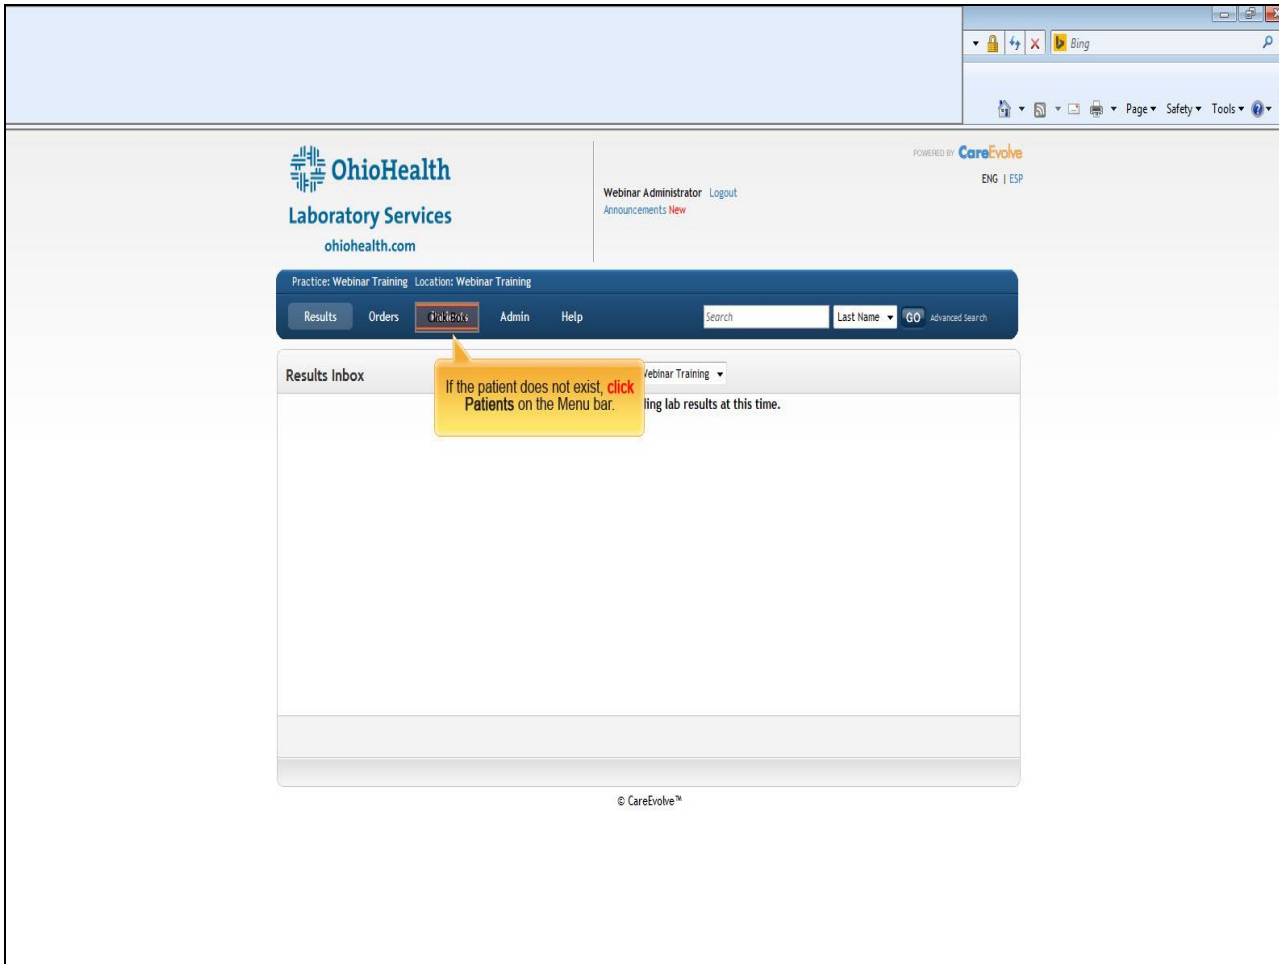 Bing
Page Safety Tools
OhioHealth
Laboratory Services
ohiohealth.com
Webinar Administrator Logout
Announcements New
POWERED BY CareEvolve
ENG | ESP
Practice: Webinar Training Location: Webinar Training
Results Orders Admin Help Search Last Name GO Advanced Search
Results Inbox
Webinar Training
If the patient does not exist, click
Patients on the Menu bar.
ling lab results at this time.
© CareEvolve™